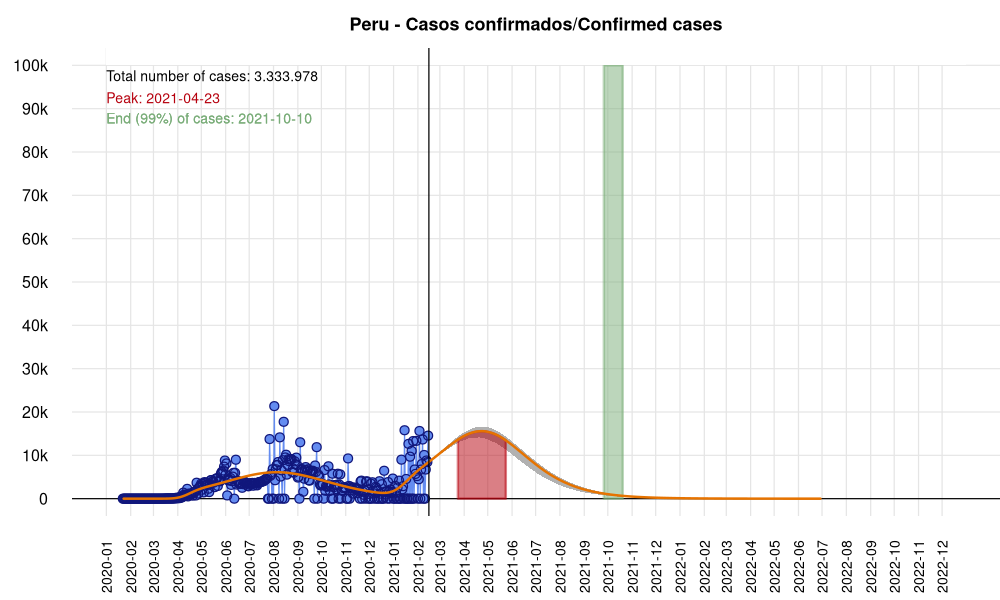 Peru - Casos confirmados/Confirmed cases
100k
90k
80k
70k
60k
50k
40k
30k
20k
10k
0
Total number of cases: 3.333.978
Peak: 2021-04-23
End (99%) of cases: 2021-10-10
2020-01
2020-02
2020-03
2020-04
2020-05
2020-06
2020-07
2020-08
2020-09
2020-10
2020-11
2020-12
2021-01
2021-02
2021-03
2021-04
2021-05
2021-06
2021-07
2021-08
2021-09
2021-10
2021-11
2021-12
2022-01
2022-02
2022-03
2022-04
2022-05
2022-06
2022-07
2022-08
2022-09
2022-10
2022-11
2022-12